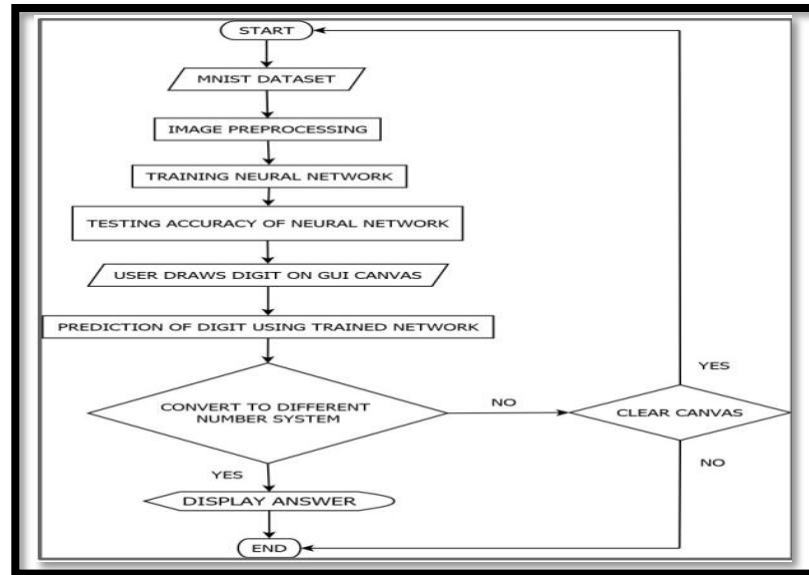 START
MNIST DATASET
IMAGE PREPROCESSING
TRAINING NEURAL NETWORK
TESTING ACCURACY OF NEURAL NETWORK
USER DRAWS DIGIT ON GUI CANVAS
PREDICTION OF DIGIT USING TRAINED NETWORK
CONVERT TO DIFFERENT
NUMBER SYSTEM
NO
YES
CLEAR CANVAS
NO
YES
DISPLAY ANSWER
END